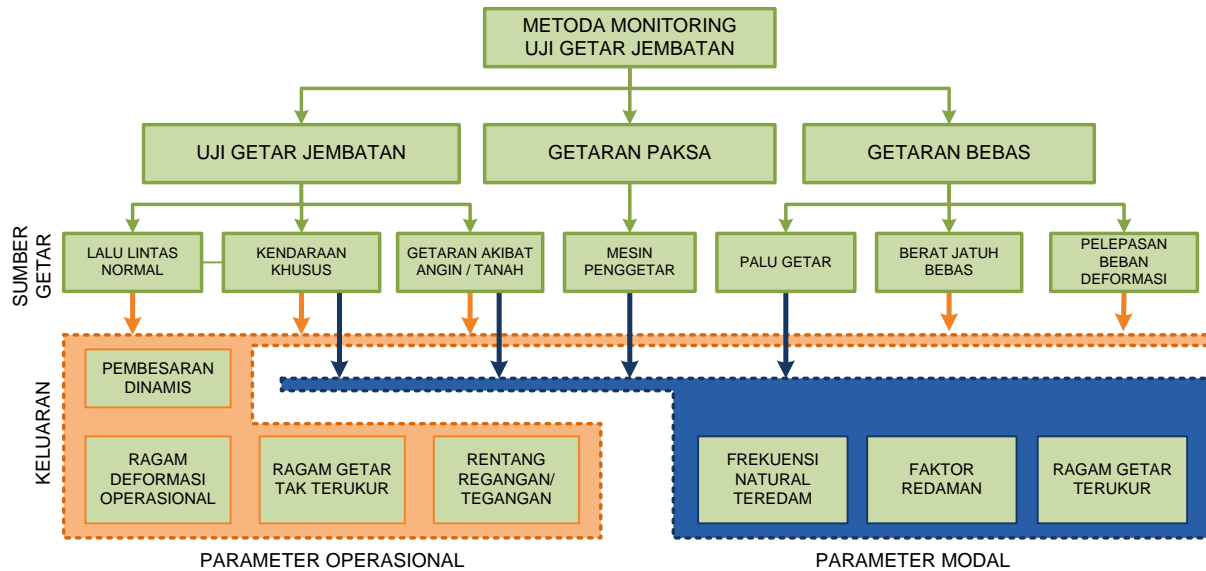 METODA MONITORING
UJI GETAR JEMBATAN
UJI GETAR JEMBATAN
GETARAN PAKSA
GETARAN BEBAS
SUMBER
GETAR
LALU LINTAS
NORMAL
KENDARAAN
KHUSUS
GETARAN AKIBAT
ANGIN / TANAH
MESIN
PENGGETAR
PALU GETAR
BERAT JATUH
BEBAS
PELEPASAN
BEBAN
DEFORMASI
KELUARAN
PEMBESARAN
DINAMIS
RAGAM
DEFORMASI
OPERASIONAL
RAGAM GETAR
TAK TERUKUR
RENTANG
REGANGAN/
TEGANGAN
FREKUENSI
NATURAL
TEREDAM
FAKTOR
REDAMAN
RAGAM GETAR
TERUKUR
PARAMETER OPERASIONAL
PARAMETER MODAL